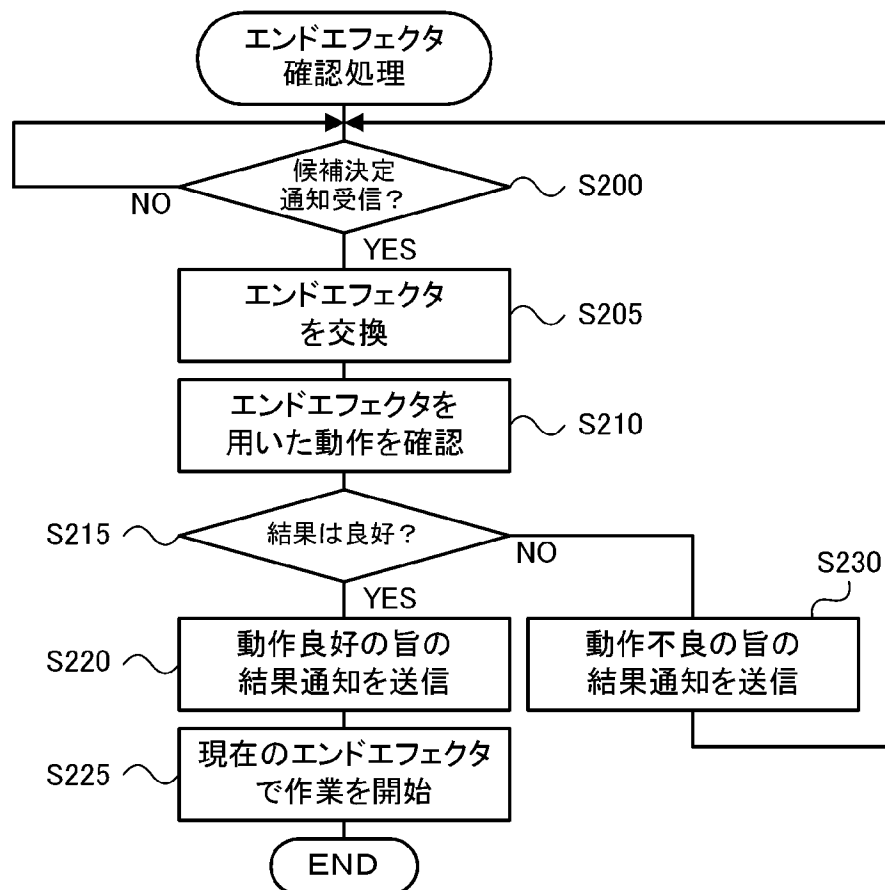 エンドエフェクタ
確認処理
候補決定
通知受信？
S200
NO
YES
エンドエフェクタ
を交換
S205
エンドエフェクタを
用いた動作を確認
S210
S215
結果は良好？
NO
YES
S230
S220
動作良好の旨の
結果通知を送信
動作不良の旨の
結果通知を送信
S225
現在のエンドエフェクタ
で作業を開始
END